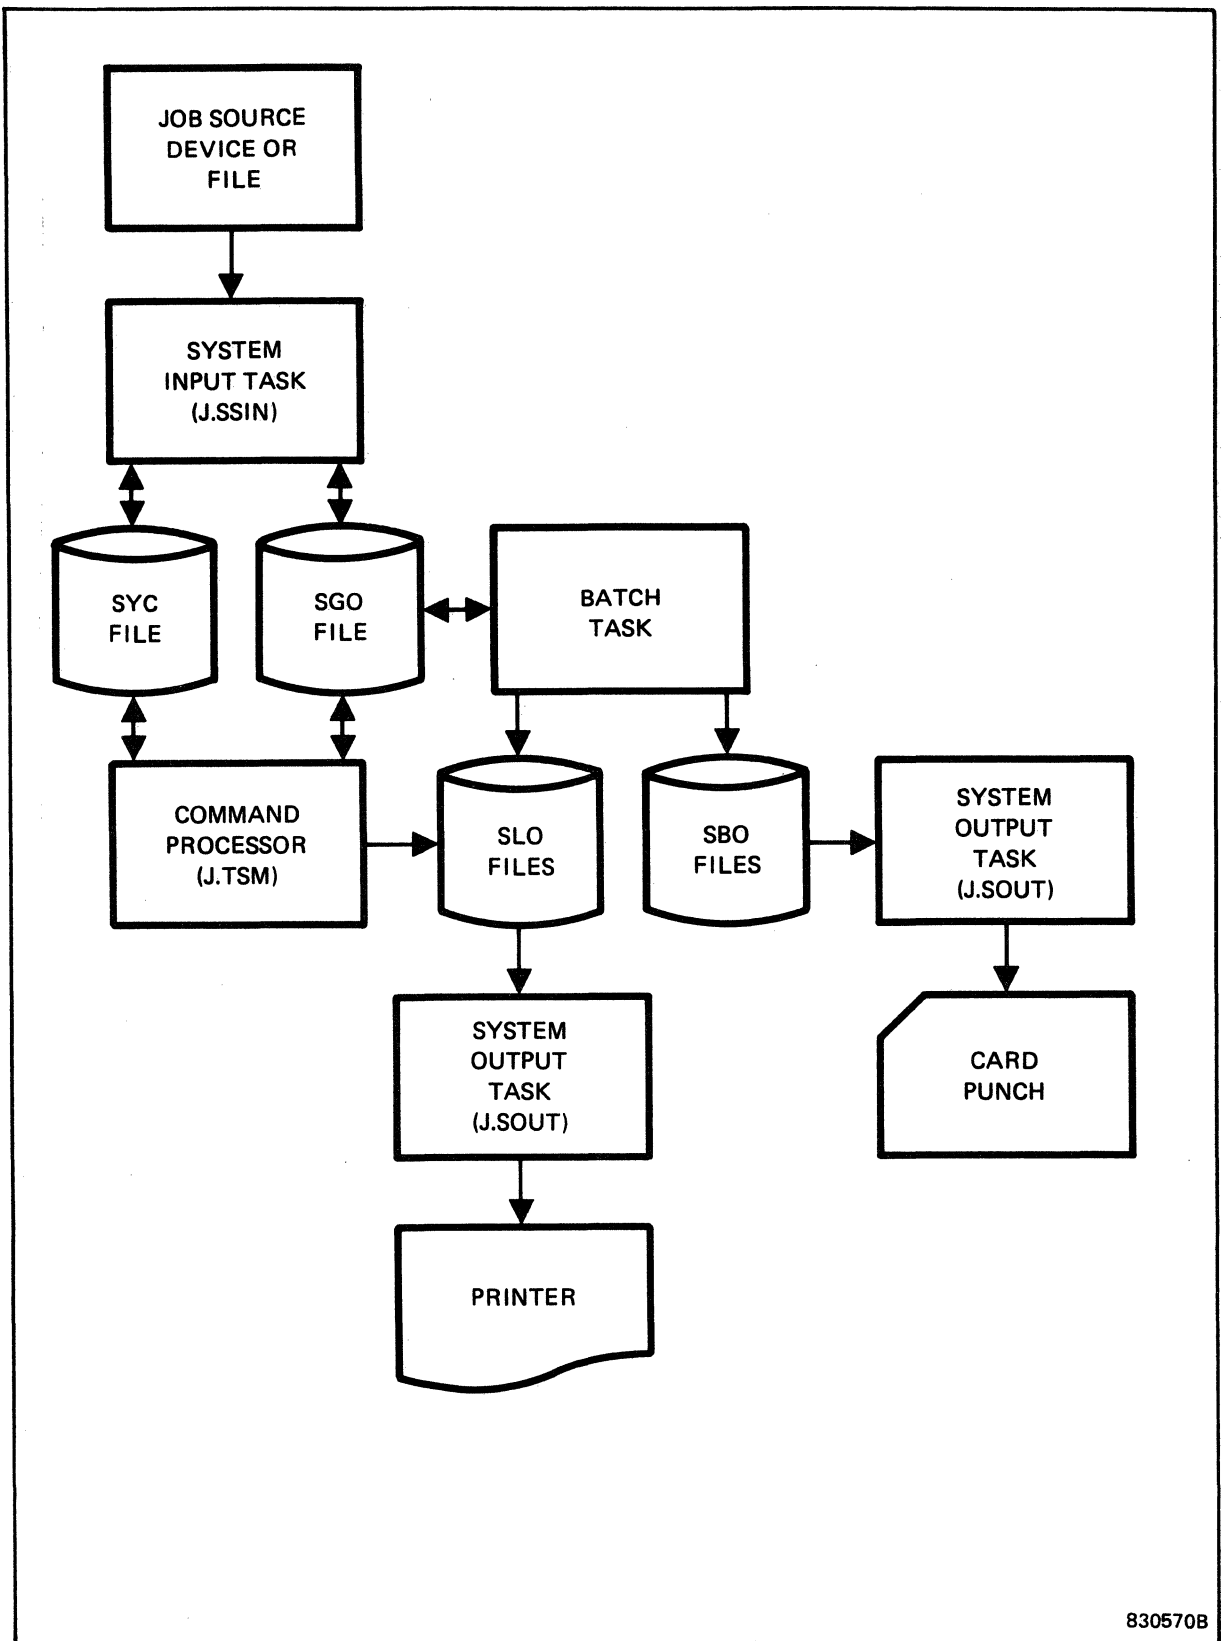 JOB SOURCE
DEVICE OR
FILE
SYSTEM
INPUT TASK
(J.SSIN)
SYC
FILE
SGO
FILE
BATCH
TASK
COMMAND
PROCESSOR
(J.TSM)
SLO
FILES
SBO
FILES
SYSTEM
OUTPUT
TASK
(J.SOUT)
SYSTEM
OUTPUT
TASK
(J.SOUT)
CARD
PUNCH
PRINTER
830570B